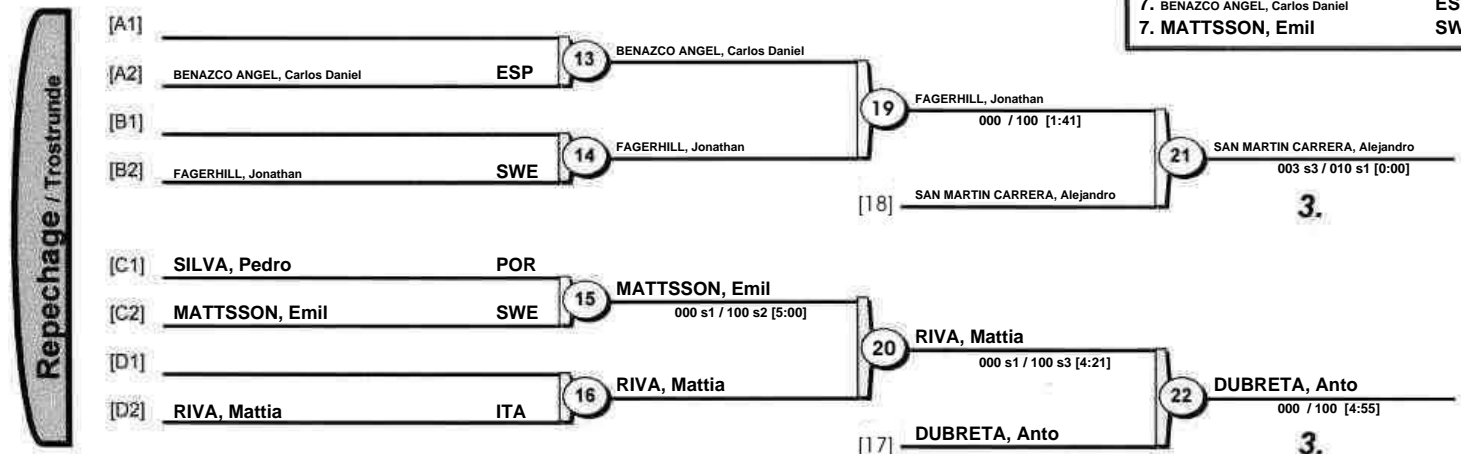 7. BENAZCO ANGEL, Carlos Daniel
7. MATTSSON, Emil
Repechage / Trostrunde
[A1]
[A2] BENAZCO ANGEL, Carlos Daniel ESP
13 BENAZCO ANGEL, Carlos Daniel
[B1]
[B2] FAGERHILL, Jonathan SWE
14 FAGERHILL, Jonathan
19 FAGERHILL, Jonathan
000 / 100 [1:41]
[18] SAN MARTIN CARRERA, Alejandro
21 SAN MARTIN CARRERA, Alejandro
003 s3 / 010 s1 [0:00]
3.
[C1] SILVA, Pedro POR
[C2] MATTSSON, Emil SWE
15 MATTSSON, Emil
000 s1 / 100 s2 [5:00]
[D1]
[D2] RIVA, Mattia ITA
16 RIVA, Mattia
20 RIVA, Mattia
000 s1 / 100 s3 [4:21]
[17] DUBRETA, Anto
22 DUBRETA, Anto
000 / 100 [4:55]
3.